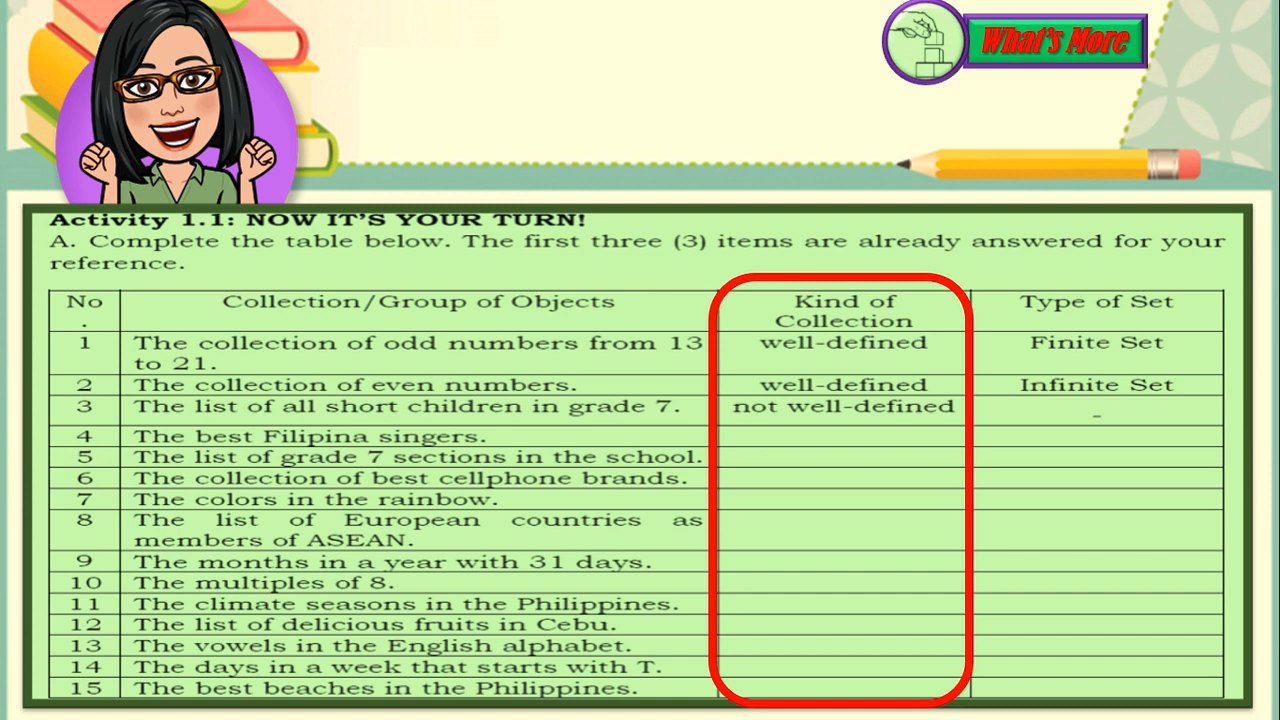 What's More
Activity 1.1: NOW IT'S YOUR TURN!
A. Complete the table below. The first three (3) items are already answered for your
reference.
No Collection/Group of Objects Kind of Type of Set
. Collection
1 The collection of odd numbers from 13 well-defined Finite Set
to 21.
2 The collection of even numbers. well-defined Infinite Set
3 The list of all short children in grade 7. not well-defined -
4 The best Filipina singers.
5 The list of grade 7 sections in the school.
6 The collection of best cellphone brands.
7 The colors in the rainbow.
8 The list of European countries as
members of ASEAN.
9 The months in a year with 31 days.
10 The multiples of 8.
11 The climate seasons in the Philippines.
12 The list of delicious fruits in Cebu.
13 The vowels in the English alphabet.
14 The days in a week that starts with T.
15 The best beaches in the Philippines.